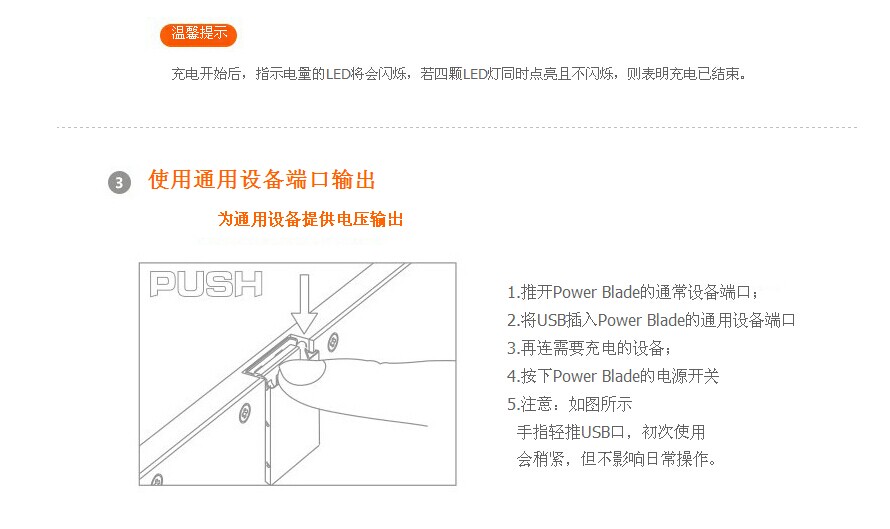 温馨提示
充电开始后，指示电量的LED将会闪烁，若四颗LED灯同时点亮且不闪烁，则表明充电已结束。
3 使用通用设备端口输出
为通用设备提供电压输出
PUSH
1.推开Power Blade的通常设备端口；
2.将USB插入Power Blade的通用设备端口
3.再连需要充电的设备；
4.按下Power Blade的电源开关
5.注意：如图所示
手指轻推USB口，初次使用
会稍紧，但不影响日常操作。